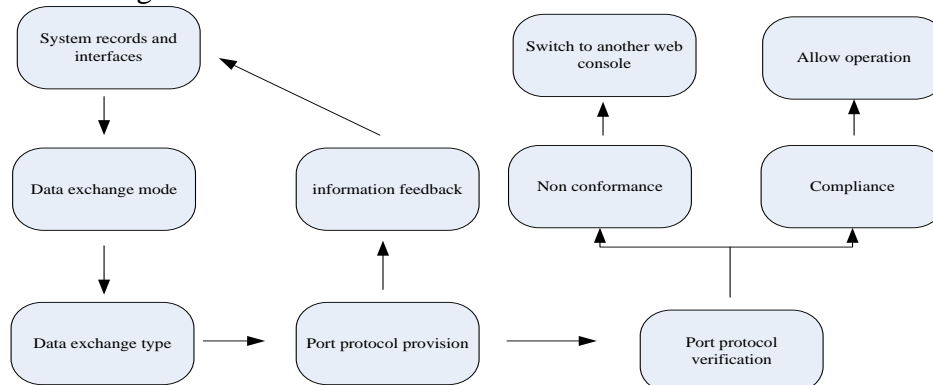 System records and
interfaces
Switch to another web
console
Allow operation
Data exchange mode
information feedback
Non conformance
Compliance
Data exchange type
Port protocol provision
Port protocol
verification